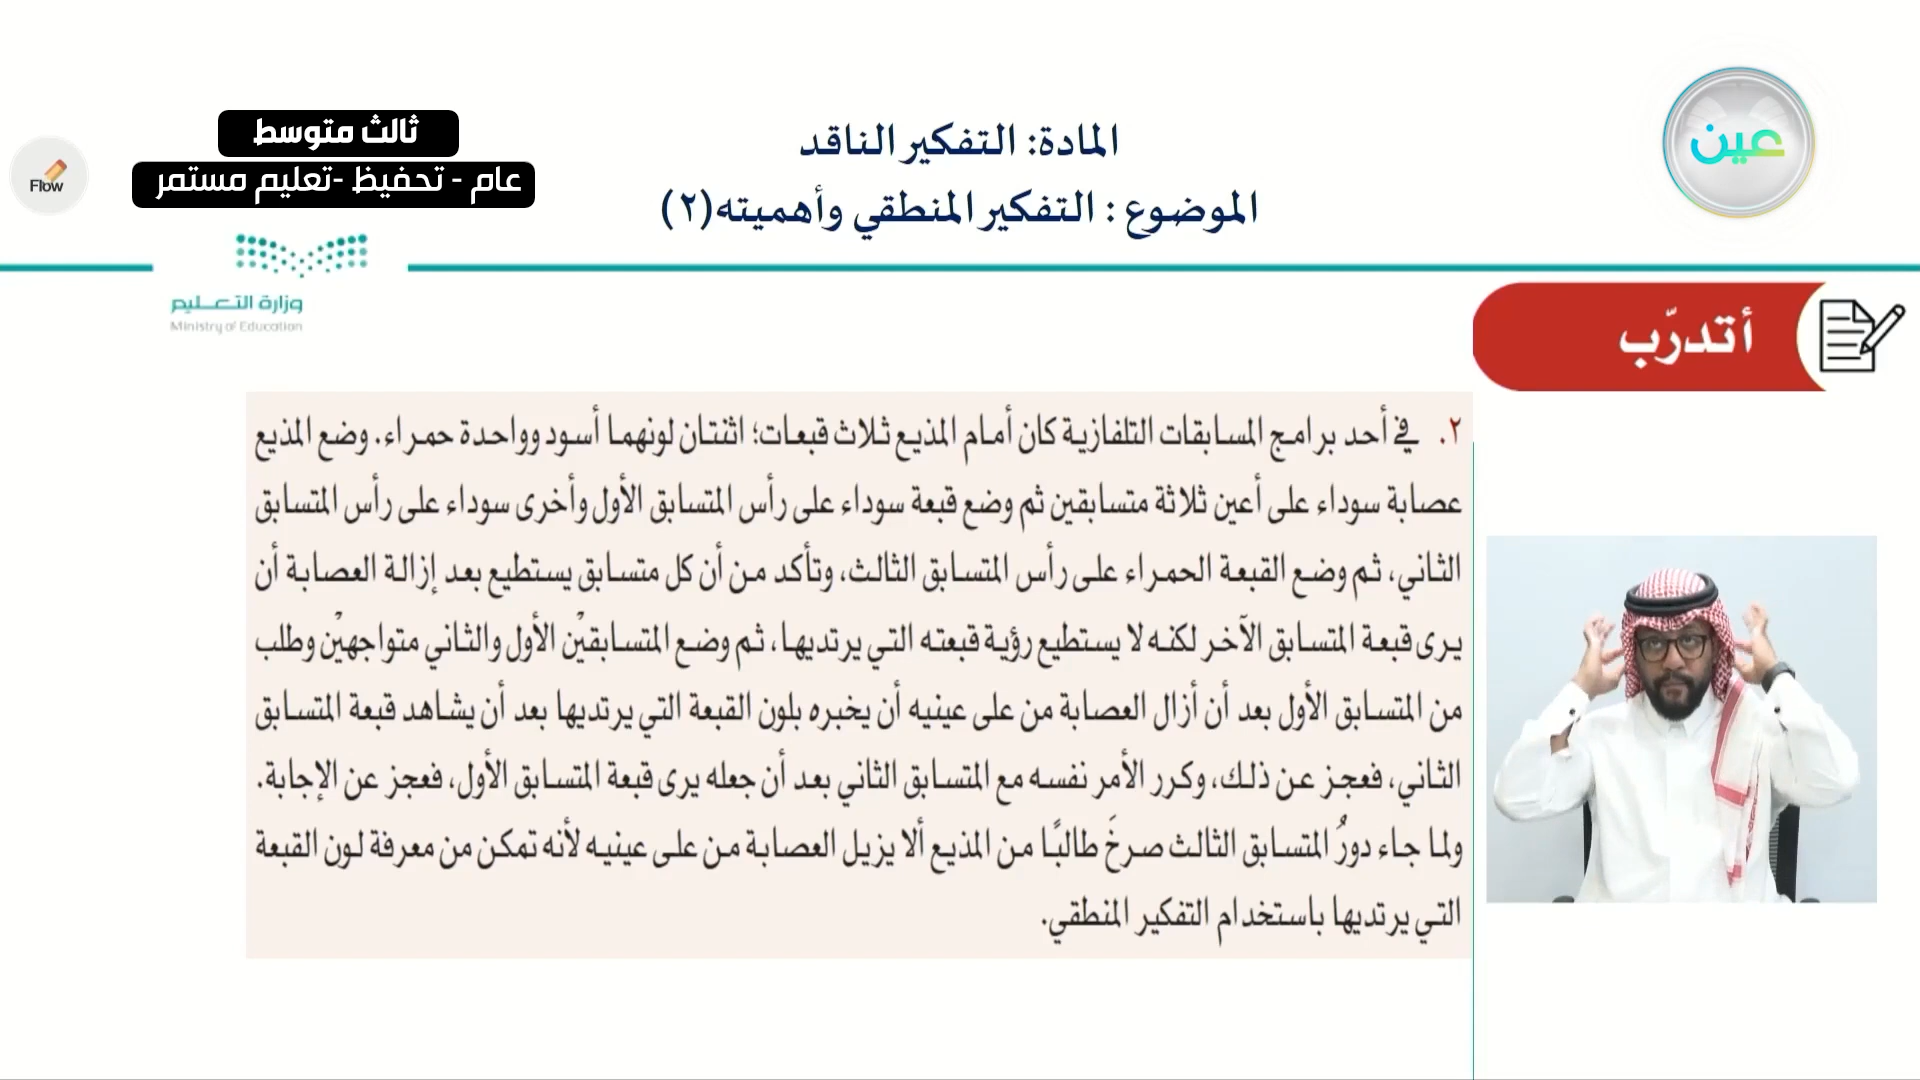 المادة: التفكير الناقد
الموضوع : التفكير المنطقي وأهميته(٢)
عين
ثالث متوسط
عام - تحفيظ -تعليم مستمر
Flow
وزارة التعليم
Ministry of Education
أتدرّب
٢. في أحد برامج المسابقات التلفازية كان أمام المذيع ثلاث قبعات؛ اثنتان لونهما أسود وواحدة حمراء. وضع المذيع
عصابة سوداء على أعين ثلاثة متسابقين ثم وضع قبعة سوداء على رأس المتسابق الأول وأخرى سوداء على رأس المتسابق
الثاني، ثم وضع القبعة الحمراء على رأس المتسابق الثالث، وتأكد من أن كل متسابق يستطيع بعد إزالة العصابة أن
يرى قبعة المتسابق الآخر لكنه لا يستطيع رؤية قبعته التي يرتديها، ثم وضع المتسابقيْن الأول والثاني متواجهيْن وطلب
من المتسابق الأول بعد أن أزال العصابة من على عينيه أن يخبره بلون القبعة التي يرتديها بعد أن يشاهد قبعة المتسابق
الثاني، فعجز عن ذلك، وكرر الأمر نفسه مع المتسابق الثاني بعد أن جعله يرى قبعة المتسابق الأول، فعجز عن الإجابة.
ولما جاء دورُ المتسابق الثالث صرخَ طالبًا من المذيع ألا يزيل العصابة من على عينيه لأنه تمكن من معرفة لون القبعة
التي يرتديها باستخدام التفكير المنطقي.